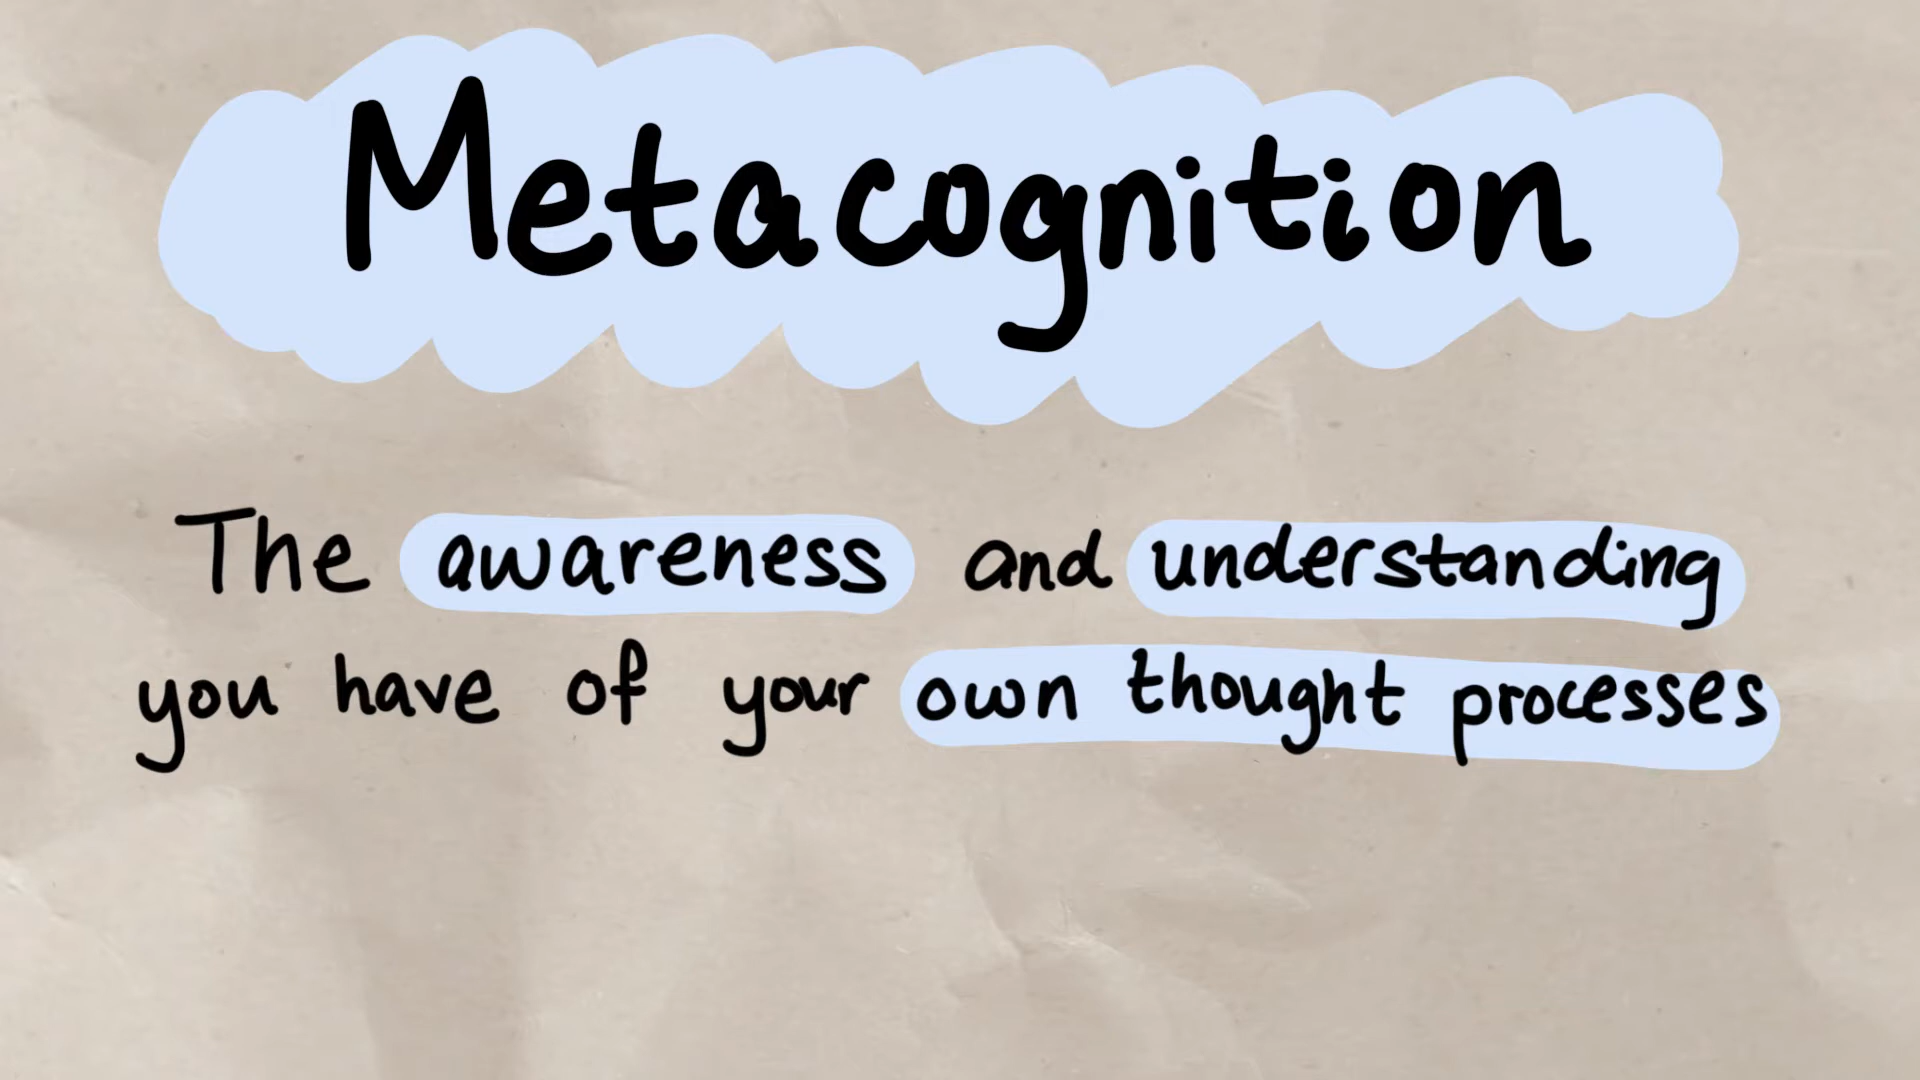 Metacognition
The awareness and understanding
you have of your own thought processes